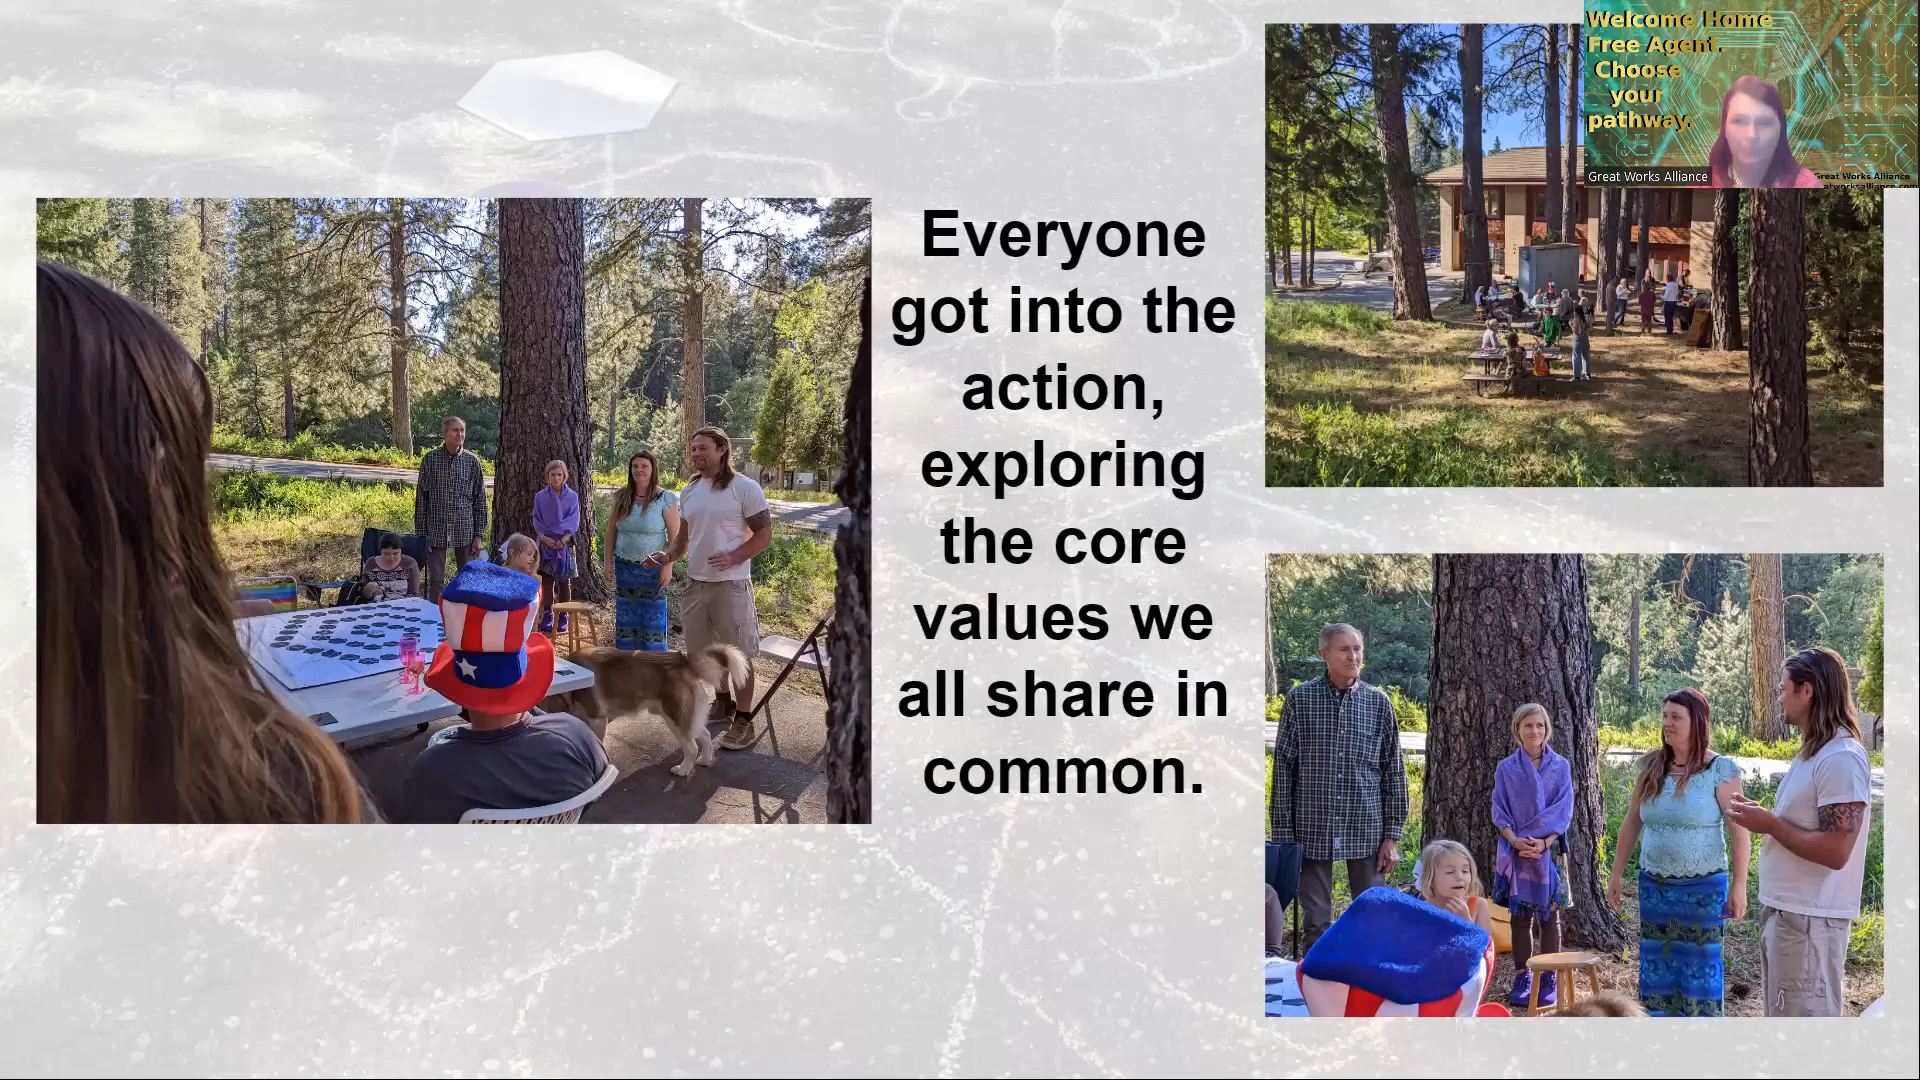 Everyone
got into the
action,
exploring
the core
values we
all share in
common.
Welcome Home
Free Agent.
Choose
your
pathway.
Great Works Alliance
Great Works Alliance